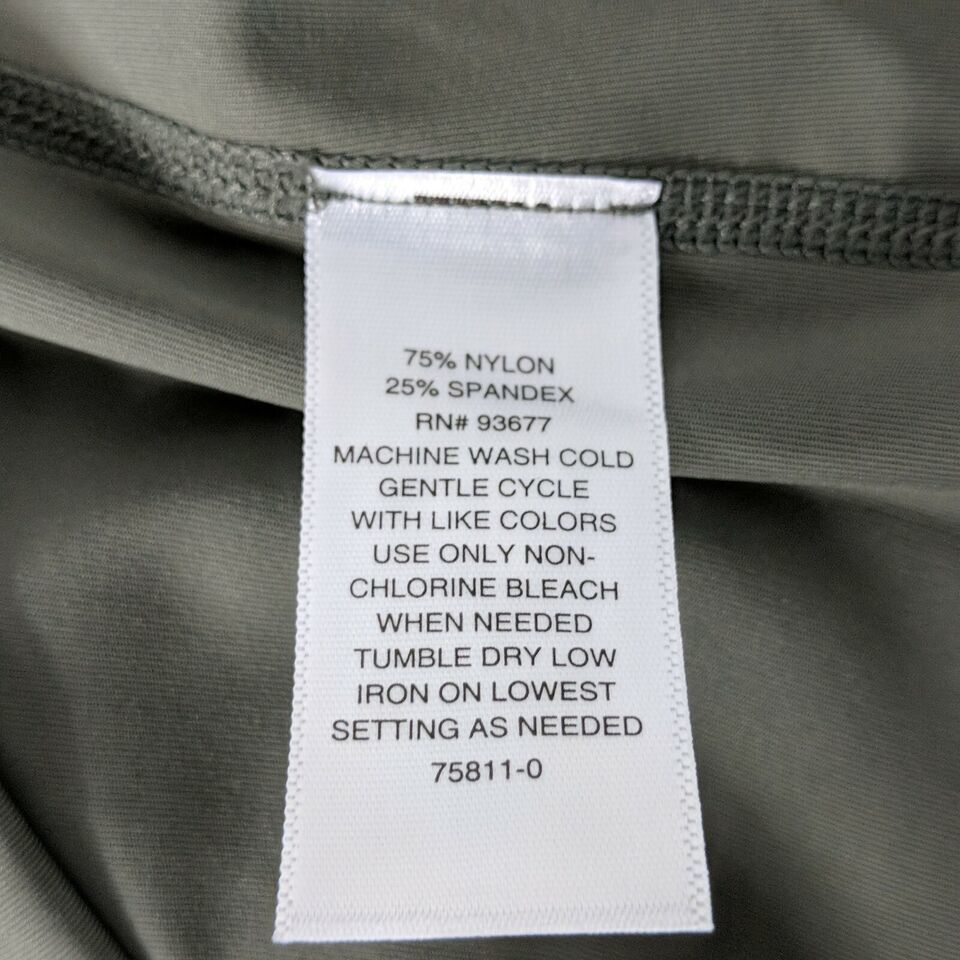 75% NYLON
25% SPANDEX
RN# 93677
MACHINE WASH COLD
GENTLE CYCLE
WITH LIKE COLORS
USE ONLY NON-
CHLORINE BLEACH
WHEN NEEDED
TUMBLE DRY LOW
IRON ON LOWEST
SETTING AS NEEDED
75811-0